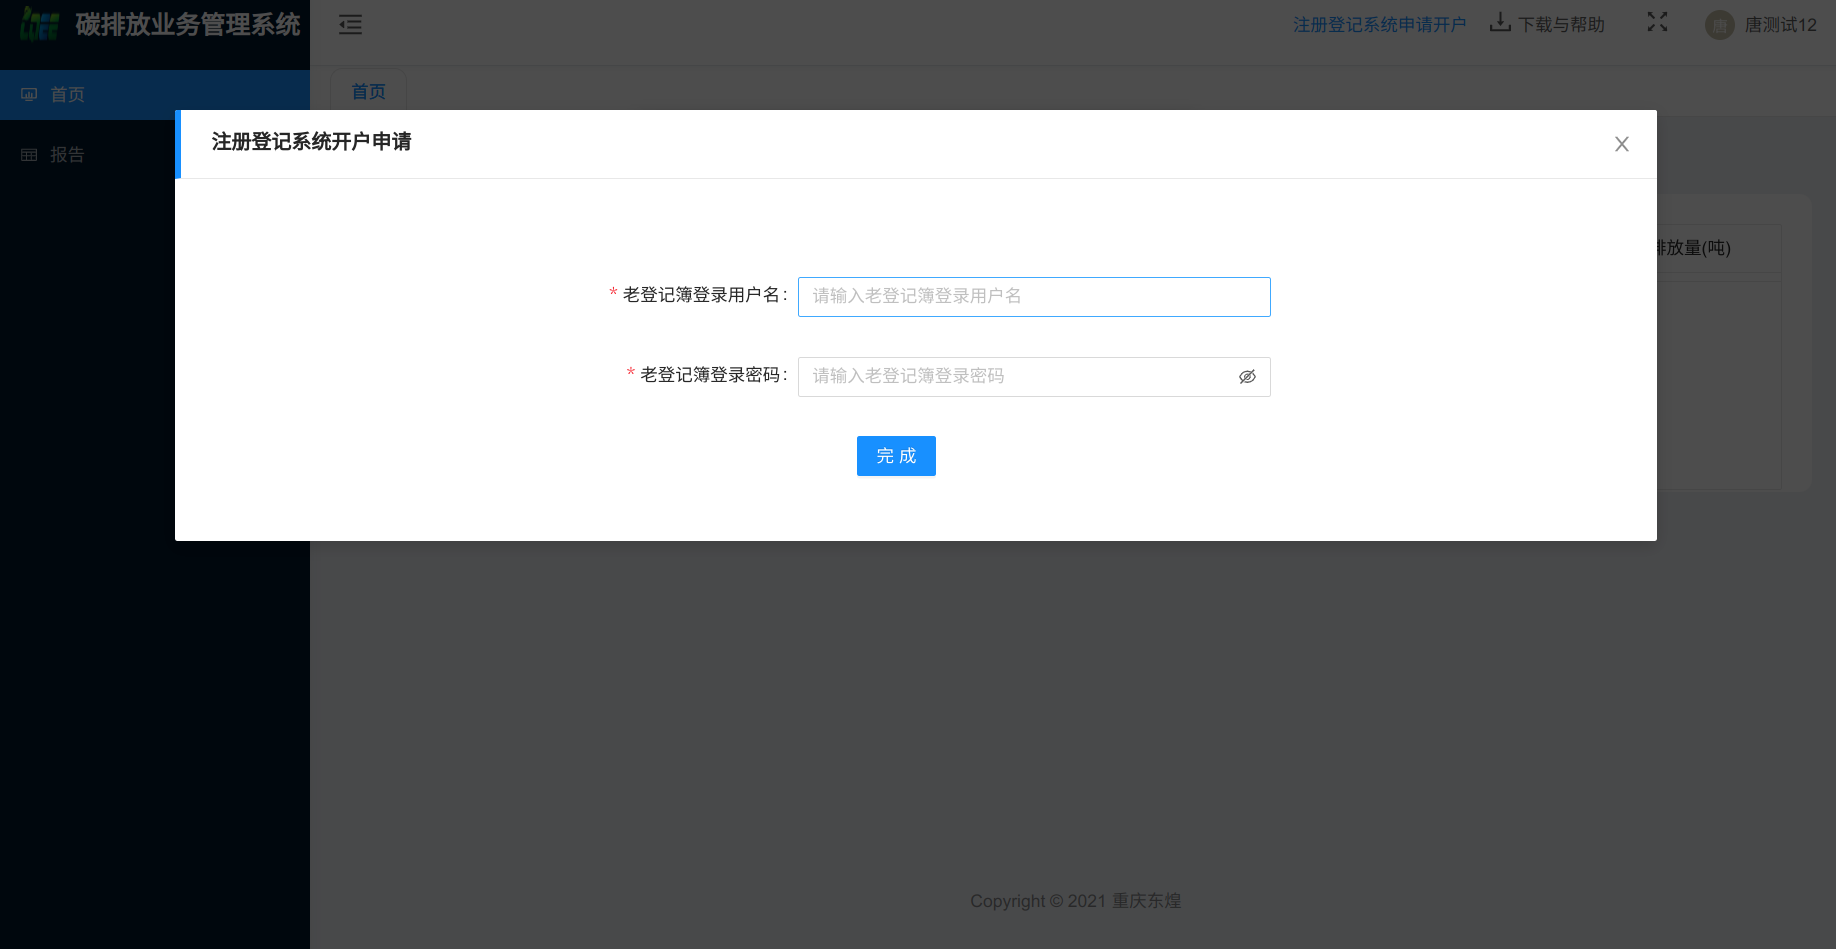 碳排放业务管理系统
注册登记系统申请开户
下载与帮助
唐
唐测试12
首页
首页
报告
注册登记系统开户申请
排放量(吨)
* 老登记簿登录用户名:
请输入老登记簿登录用户名
* 老登记簿登录密码:
请输入老登记簿登录密码
完 成
Copyright © 2021 重庆东煌